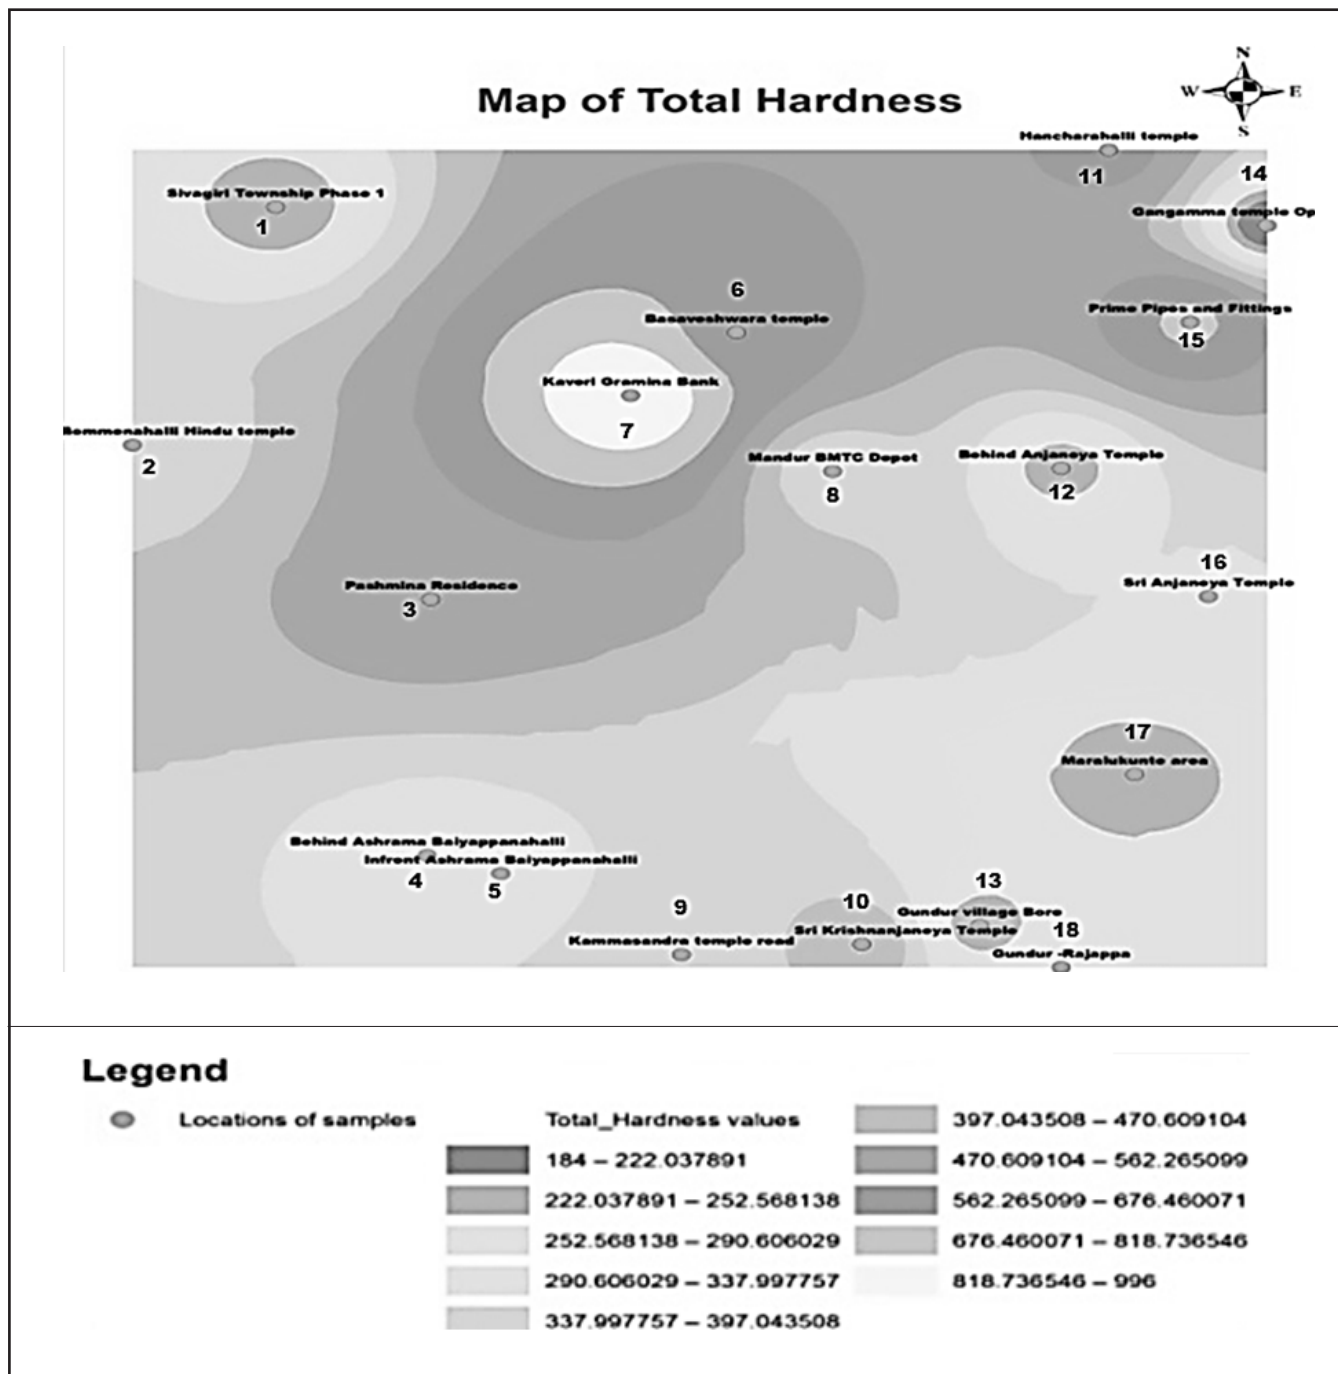 N
Map of Total Hardness
W E
S
Hancharahalli temple
11
14
Sivagiri Township Phase 1
1
Gangamma temple Op
6
Basaveshwara temple
Prime Pipes and Fittings
15
Kaveri Gramina Bank
7
Bommenahalli Hindu temple
2
Mandur BMTC Depot
8
Behind Anjaneya Temple
12
16
Sri Anjaneya Temple
Pashmina Residence
3
17
Maralukunte area
Behind Ashrama Baiyappanahalli
Infront Ashrama Baiyappanahalli
4
5
13
9
10
Gundur village Bore
Sri Krishnanjaneya Temple
18
Kammasandra temple road
Gundur -Rajappa
Legend
Locations of samples
Total_Hardness values
184 – 222.037891
222.037891 – 252.568138
252.568138 – 290.606029
290.606029 – 337.997757
337.997757 – 397.043508
397.043508 – 470.609104
470.609104 – 562.265099
562.265099 – 676.460071
676.460071 – 818.736546
818.736546 – 996